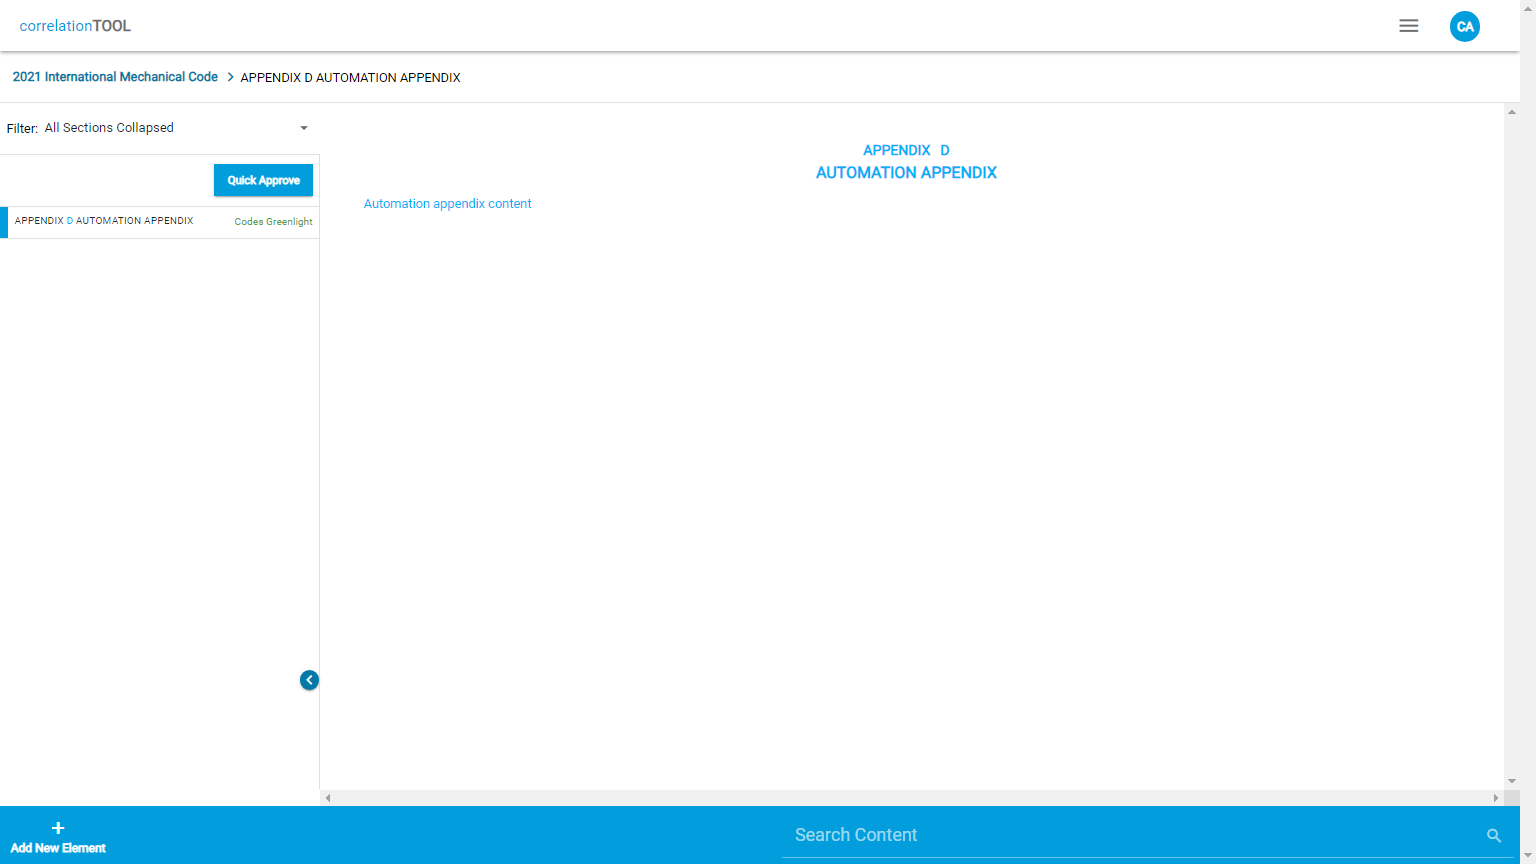 correlationTOOL
CA
2021 International Mechanical Code > APPENDIX D AUTOMATION APPENDIX
Filter: All Sections Collapsed
Quick Approve
APPENDIX D AUTOMATION APPENDIX Codes Greenlight
APPENDIX D
AUTOMATION APPENDIX
Automation appendix content
+
Add New Element
Search Content